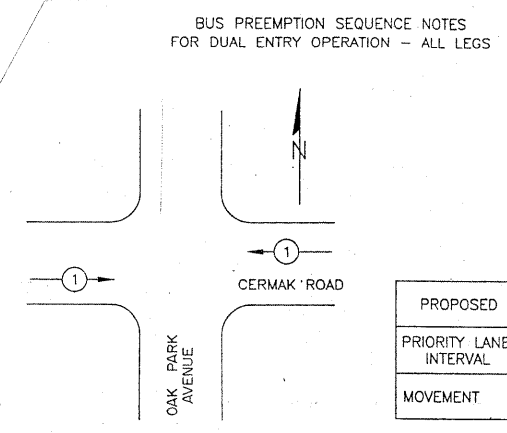 BUS PREEMPTION SEQUENCE NOTES
FOR DUAL ENTRY OPERATION – ALL LEGS
N
1
1
CERMAK ROAD
OAK PARK
AVENUE
PROPOSED
PRIORITY LANE
INTERVAL
MOVEMENT